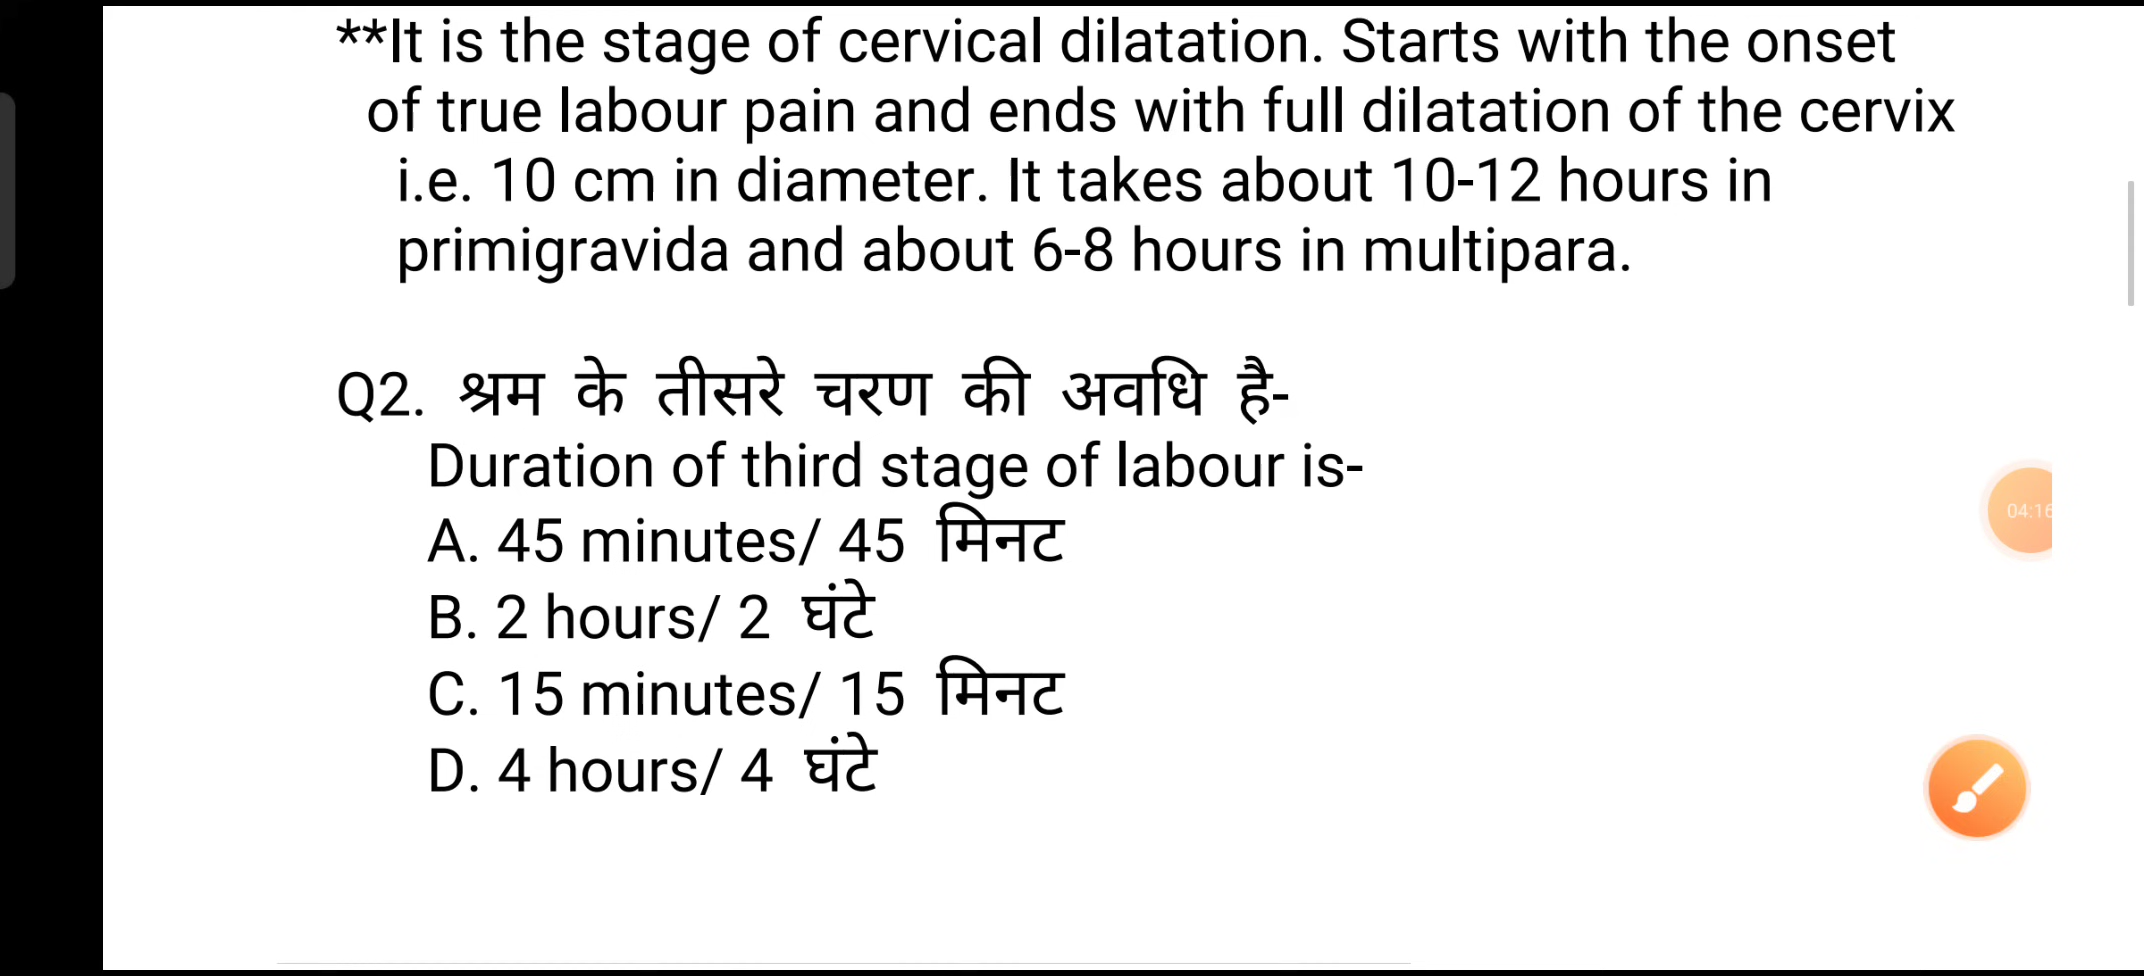 **It is the stage of cervical dilatation. Starts with the onset
of true labour pain and ends with full dilatation of the cervix
i.e. 10 cm in diameter. It takes about 10-12 hours in
primigravida and about 6-8 hours in multipara.
Q2. श्रम के तीसरे चरण की अवधि है-
Duration of third stage of labour is-
A. 45 minutes/ 45 मिनट
B. 2 hours/ 2 घंटे
04:16
C. 15 minutes/ 15 मिनट
D. 4 hours/ 4 घंटे